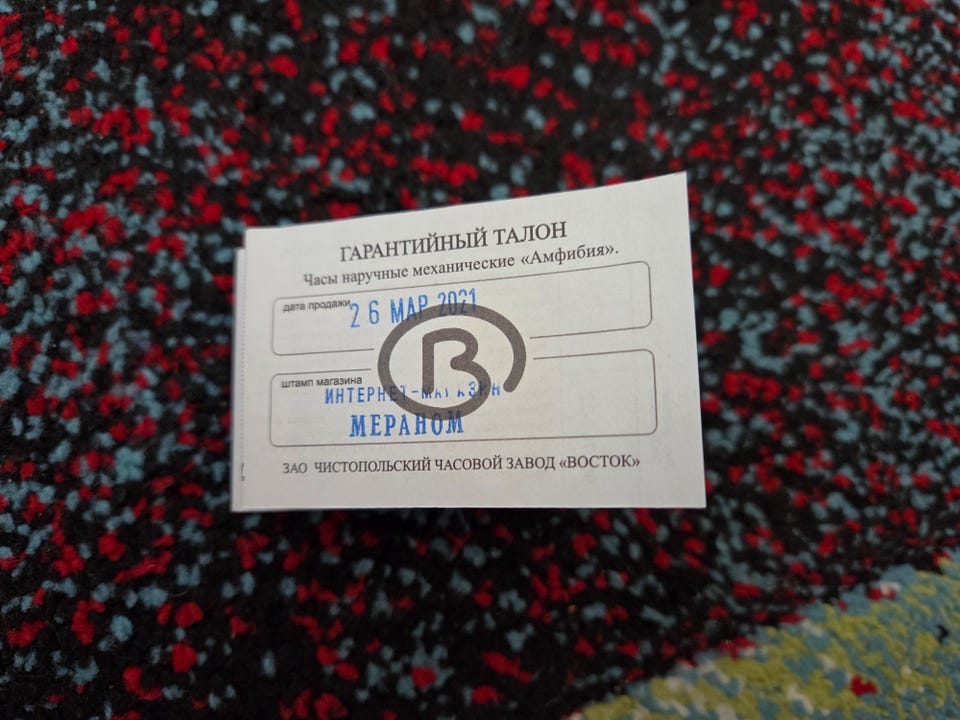 ГАРАНТИЙНЫЙ ТАЛОН
Часы наручные механические «Амфибия».
дата продажи
26 МАР 2021
В
штамп магазина
ИНТЕРНЕТ-МАГАЗИН
МЕРАНОМ
ЗАО ЧИСТОПОЛЬСКИЙ ЧАСОВОЙ ЗАВОД «ВОСТОК»